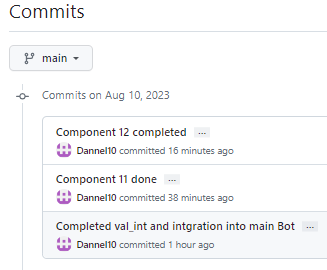 Commits
main
Commits on Aug 10, 2023
Component 12 completed ...
Dannel10 committed 16 minutes ago
Component 11 done ...
Dannel10 committed 38 minutes ago
Completed val_int and intgration into main Bot ...
Dannel10 committed 1 hour ago